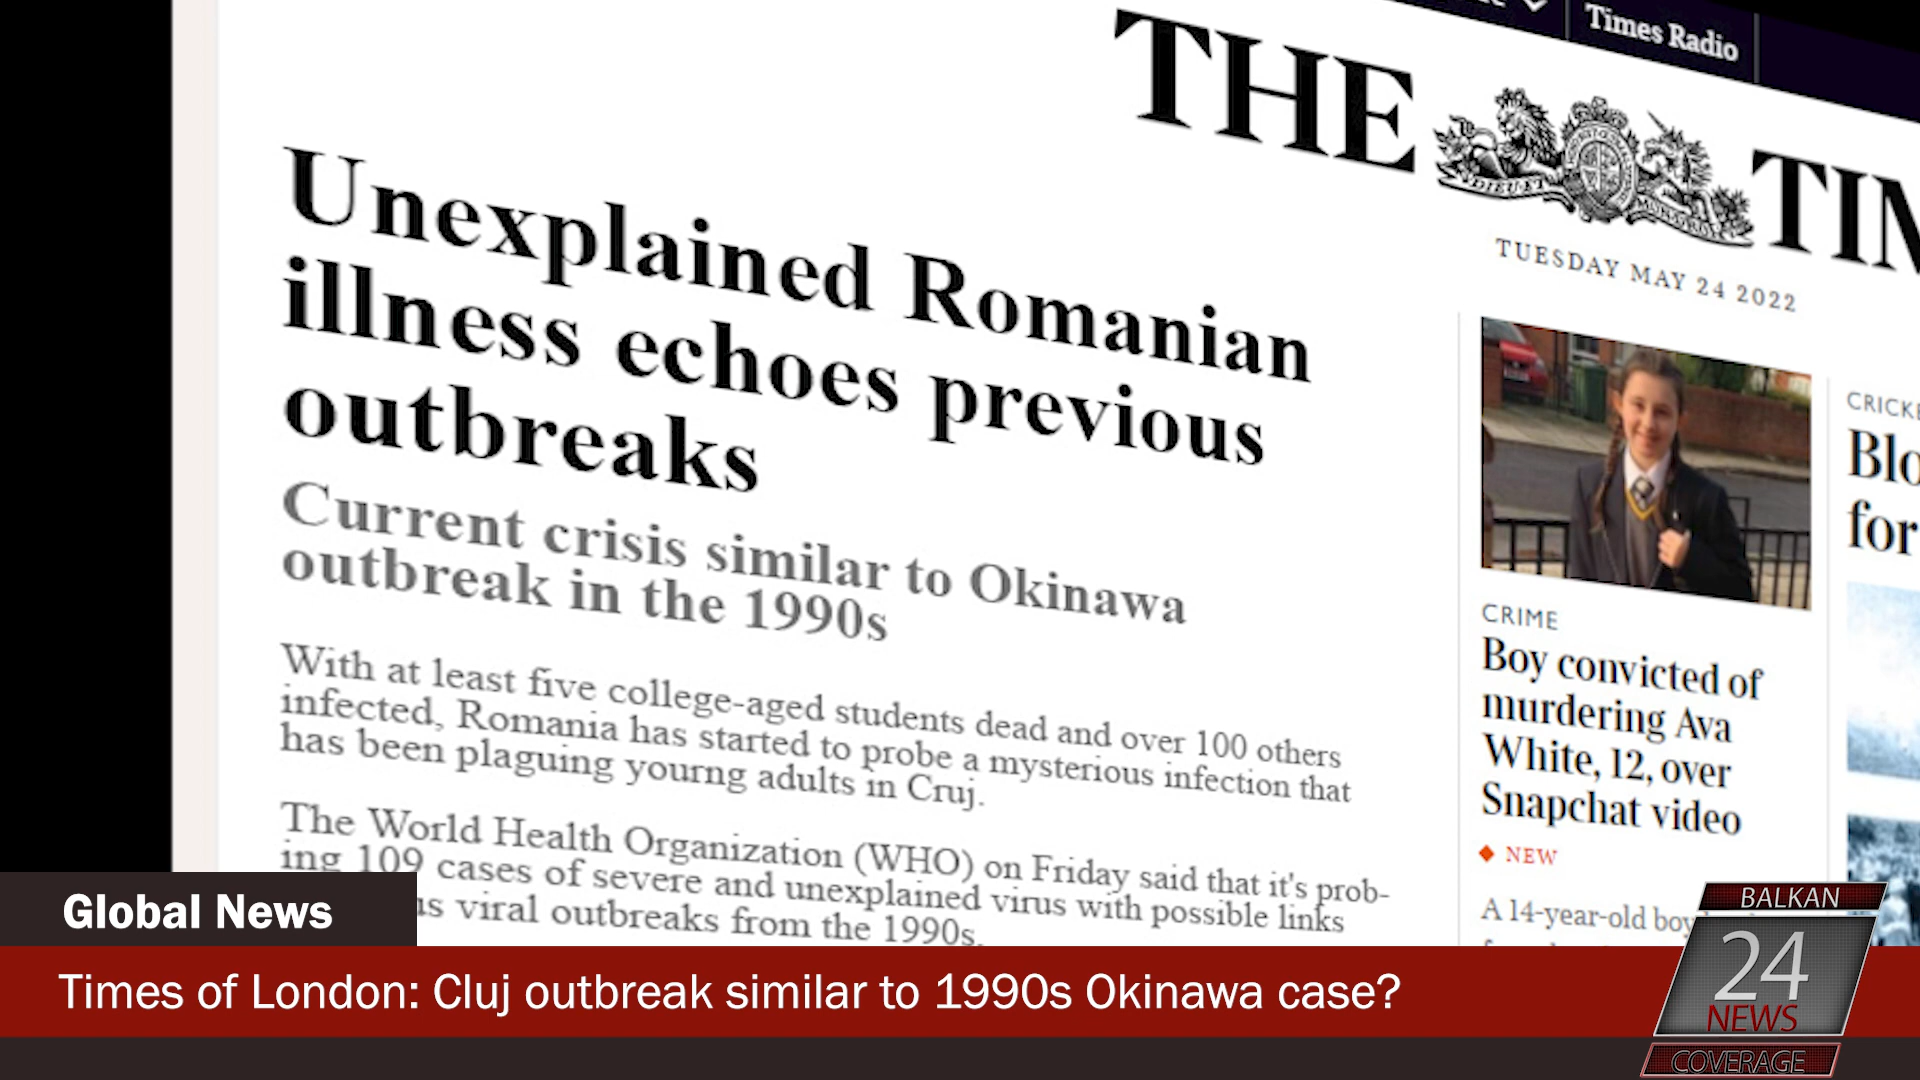 Times Radio
THE TIM
DIEU ET
TUESDAY MAY 24 2022
Unexplained Romanian
illness echoes previous
outbreaks
Current crisis similar to Okinawa
outbreak in the 1990s
With at least five college-aged students dead and over 100 others
infected, Romania has started to probe a mysterious infection that
has been plaguing yourng adults in Cruj.
The World Health Organization (WHO) on Friday said that it's prob-
ing 109 cases of severe and unexplained virus with possible links
us viral outbreaks from the 1990s.
CRIME
Boy convicted of
murdering Ava
White, 12, over
Snapchat video
NEW
A 14-year-old boy
CRICKE
Blo
for
Global News
Times of London: Cluj outbreak similar to 1990s Okinawa case?
BALKAN
24
NEWS
COVERAGE